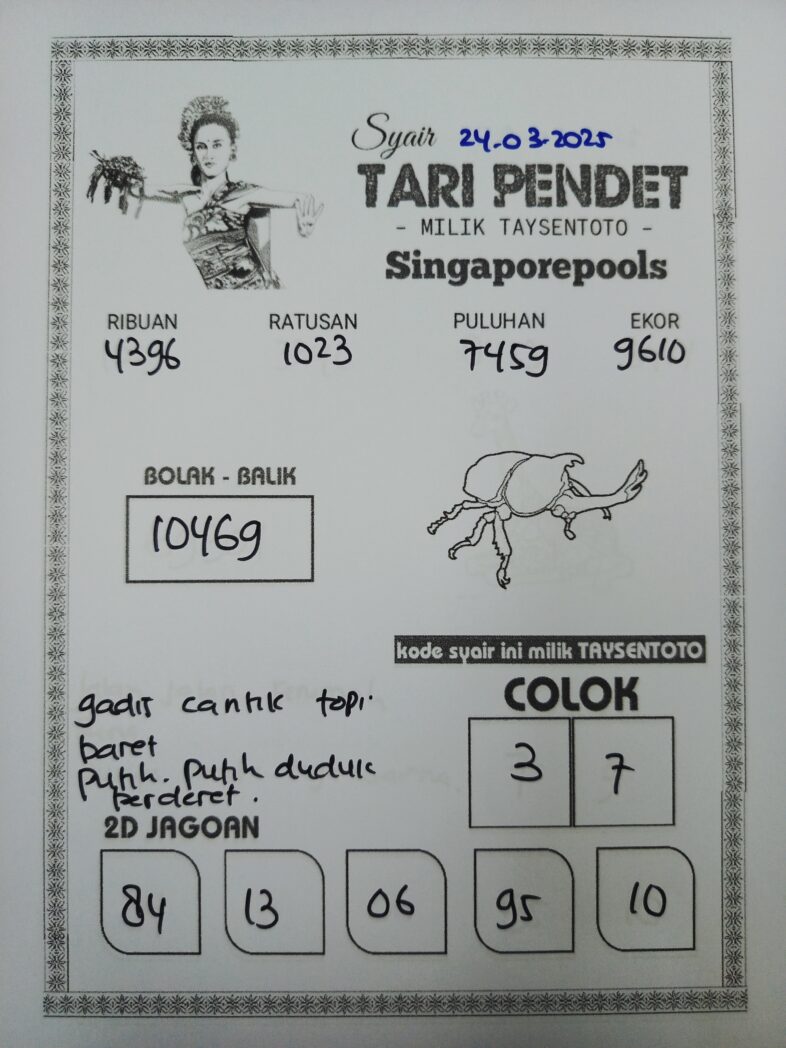 Syair 24-03-2025
TARI PENDET
- MILIK TAYSENTOTO -
Singaporepools
RIBUAN RATUSAN PULUHAN EKOR
4396 1023 7459 9610
BOLAK - BALIK
10469
kode syair ini milik TAYSENTOTO
COLOK
3 7
gadis cantik topi.
baret
putih. putih duduk
berderet.
2D JAGOAN
84 13 06 95 10